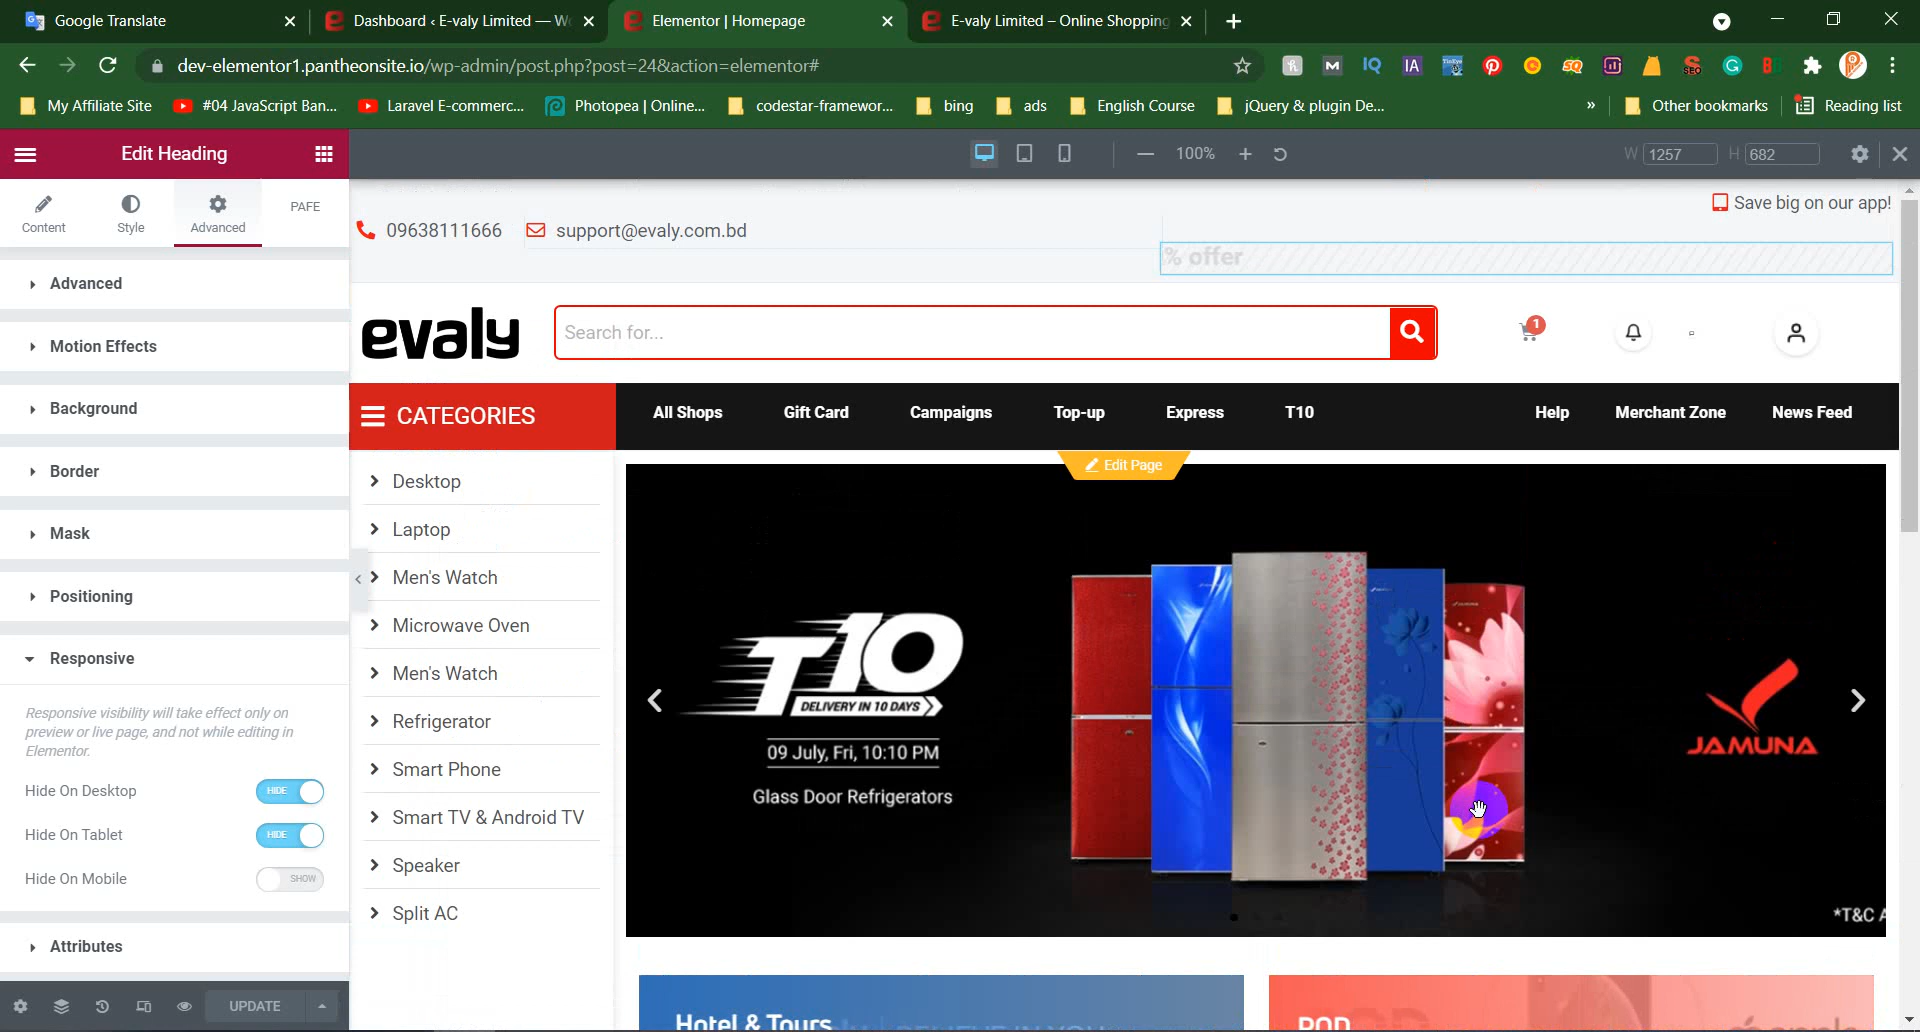 Google Translate
Dashboard ‹ E-valy Limited — W
Elementor | Homepage
E-valy Limited – Online Shopping
dev-elementor1.pantheonsite.io/wp-admin/post.php?post=24&action=elementor#
My Affiliate Site
#04 JavaScript Ban...
Laravel E-commerc...
Photopea | Online...
codestar-framewor...
bing
ads
English Course
jQuery & plugin De...
»
Other bookmarks
Reading list
Edit Heading
100%
W 1257
H 682
Content
Style
Advanced
PAFE
Advanced
Motion Effects
Background
Border
Mask
Positioning
Responsive
Responsive visibility will take effect only on
preview or live page, and not while editing in
Elementor.
Hide On Desktop
HIDE
Hide On Tablet
HIDE
Hide On Mobile
SHOW
Attributes
UPDATE
Save big on our app!
09638111666
support@evaly.com.bd
% offer
evaly
Search for...
1
CATEGORIES
All Shops
Gift Card
Campaigns
Top-up
Express
T10
Help
Merchant Zone
News Feed
Edit Page
Desktop
Laptop
Men's Watch
Microwave Oven
Men's Watch
Refrigerator
Smart Phone
Smart TV & Android TV
Speaker
Split AC
T10
DELIVERY IN 10 DAYS
09 July, Fri, 10:10 PM
Glass Door Refrigerators
JAMUNA
*T&C A
Hotel & Tours